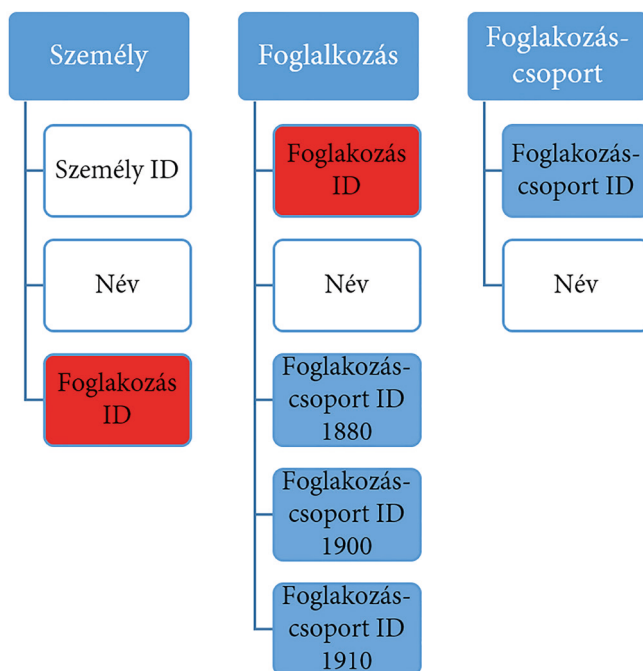 Személy
Személy ID
Név
Foglakozás
ID
Foglalkozás
Foglakozás
ID
Név
Foglakozás-
csoport ID
1880
Foglakozás-
csoport ID
1900
Foglakozás-
csoport ID
1910
Foglakozás-
csoport
Foglakozás-
csoport ID
Név